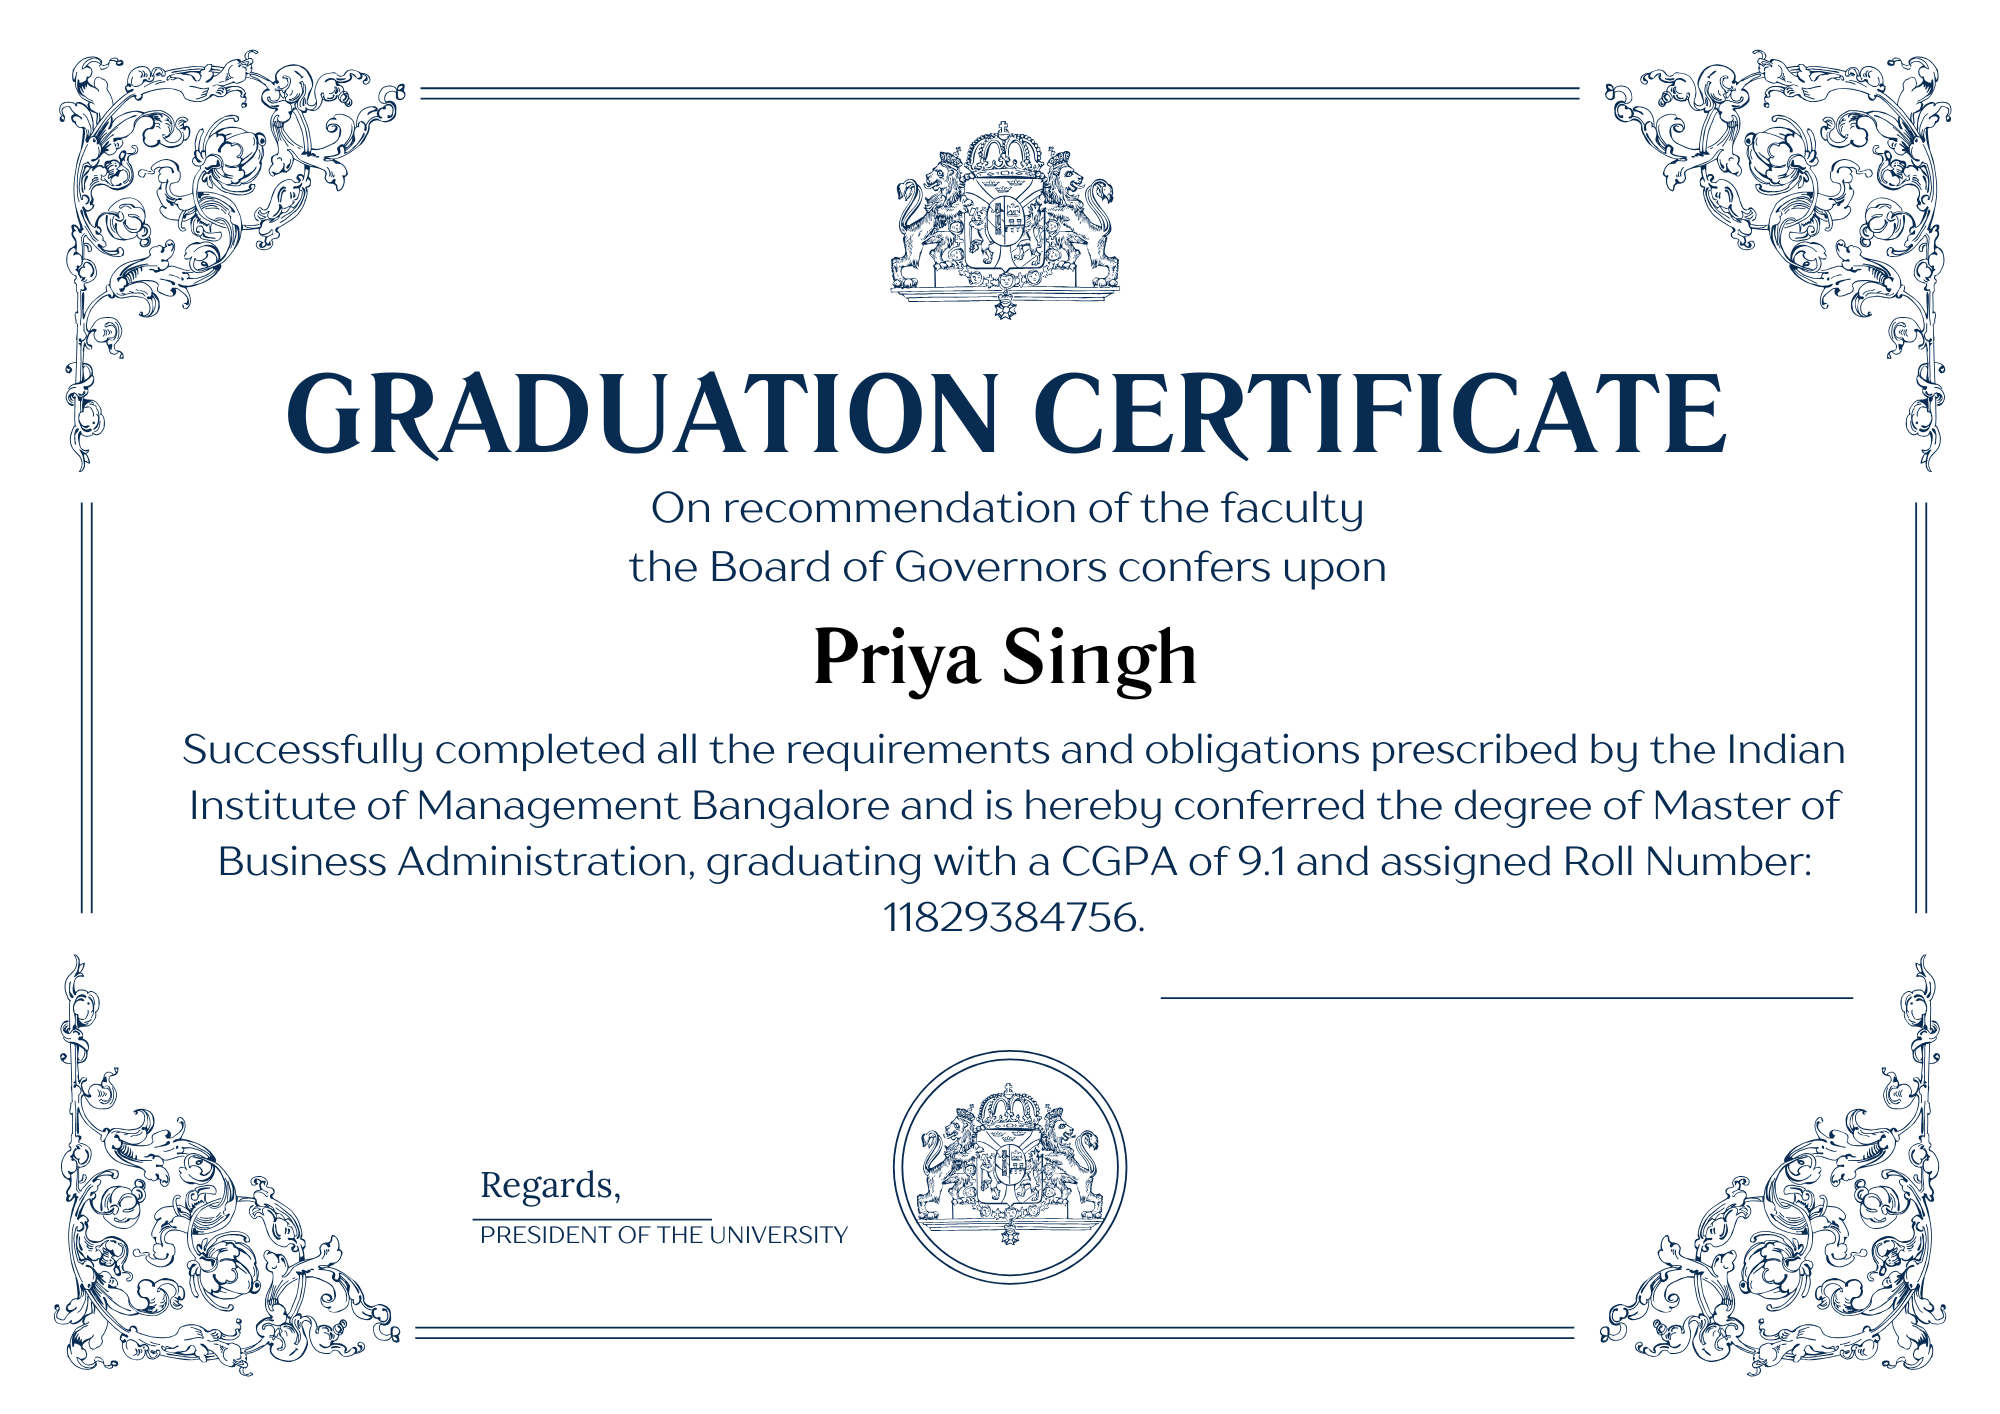 GRADUATION CERTIFICATE
On recommendation of the faculty
the Board of Governors confers upon
Priya Singh
Successfully completed all the requirements and obligations prescribed by the Indian
Institute of Management Bangalore and is hereby conferred the degree of Master of
Business Administration, graduating with a CGPA of 9.1 and assigned Roll Number:
11829384756.
Regards,
PRESIDENT OF THE UNIVERSITY